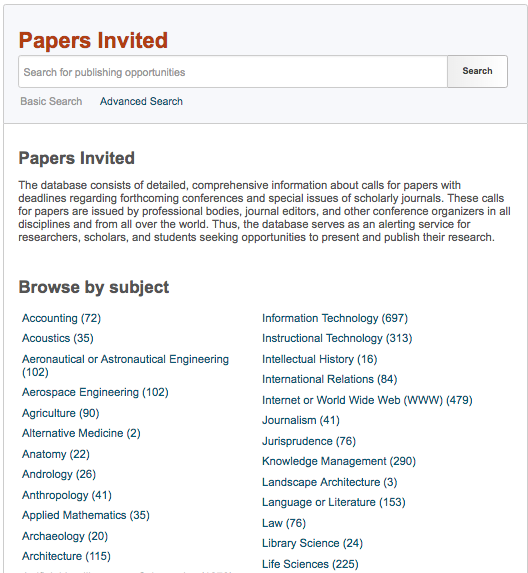 Papers Invited
Search for publishing opportunities
Search
Basic Search
Advanced Search
Papers Invited
The database consists of detailed, comprehensive information about calls for papers with
deadlines regarding forthcoming conferences and special issues of scholarly journals. These calls
for papers are issued by professional bodies, journal editors, and other conference organizers in all
disciplines and from all over the world. Thus, the database serves as an alerting service for
researchers, scholars, and students seeking opportunities to present and publish their research.
Browse by subject
Accounting (72)
Acoustics (35)
Aeronautical or Astronautical Engineering
(102)
Aerospace Engineering (102)
Agriculture (90)
Alternative Medicine (2)
Anatomy (22)
Andrology (26)
Anthropology (41)
Applied Mathematics (35)
Archaeology (20)
Architecture (115)
Information Technology (697)
Instructional Technology (313)
Intellectual History (16)
International Relations (84)
Internet or World Wide Web (WWW) (479)
Journalism (41)
Jurisprudence (76)
Knowledge Management (290)
Landscape Architecture (3)
Language or Literature (153)
Law (76)
Library Science (24)
Life Sciences (225)